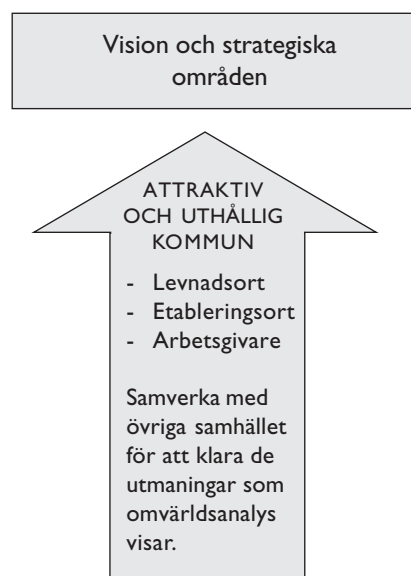 Vision och strategiska
områden
ATTRAKTIV
OCH UTHÅLLIG
KOMMUN
- Levnadsort
- Etableringsort
- Arbetsgivare
Samverka med
övriga samhället
för att klara de
utmaningar som
omvärldsanalys
visar.